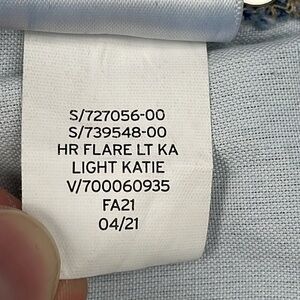 S/727056-00
S/739548-00
HR FLARE LT KA
LIGHT KATIE
V/700060935
FA21
04/21